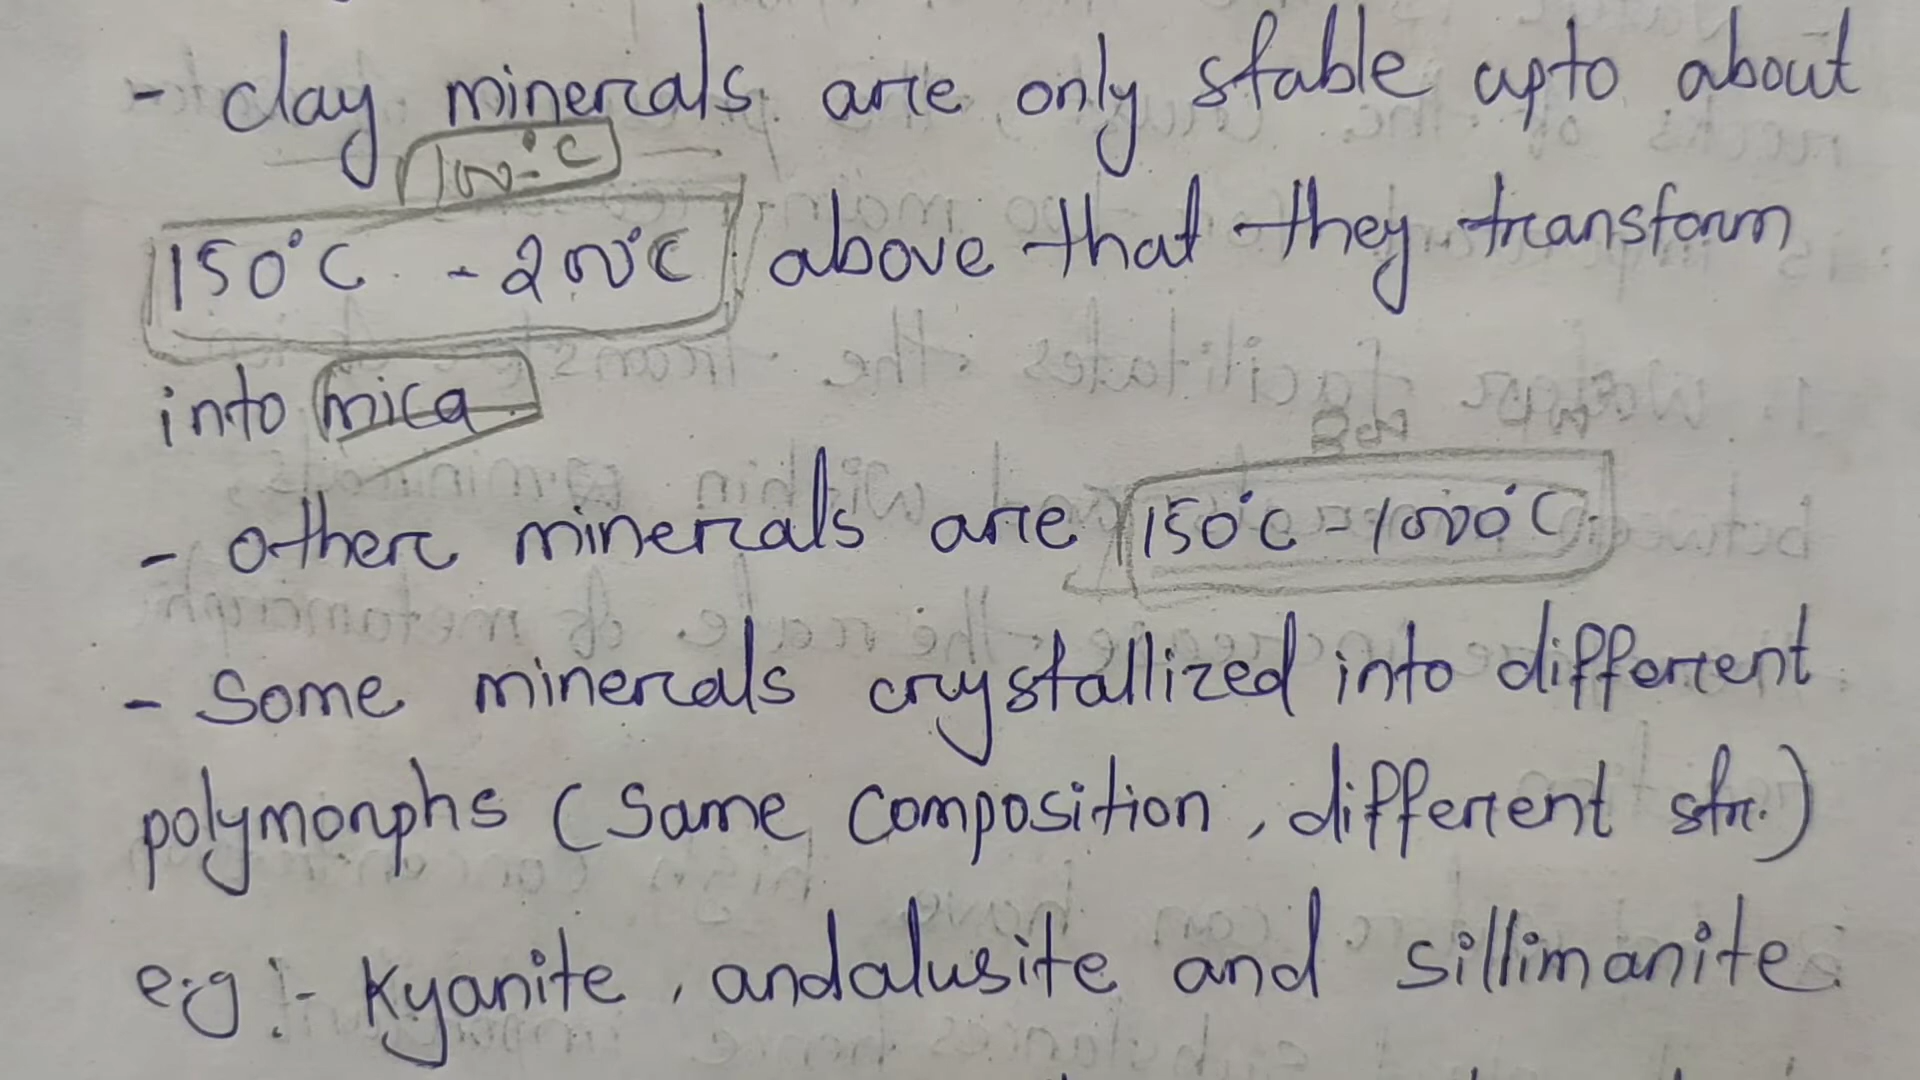 - clay minerals are only stable upto about
100°C
150°C - 200°C above that they transform
into mica
- other minerals are 150°C - 1000°C.
- Some minerals crystallized into different
polymorphs (Same composition, different str.)
e.g :- Kyanite, andalusite and sillimanite.